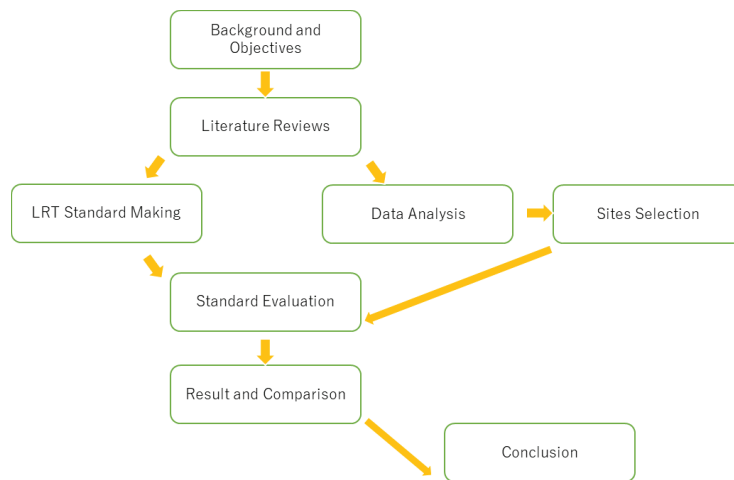 Background and
Objectives
Literature Reviews
LRT Standard Making
Data Analysis
Sites Selection
Standard Evaluation
Result and Comparison
Conclusion